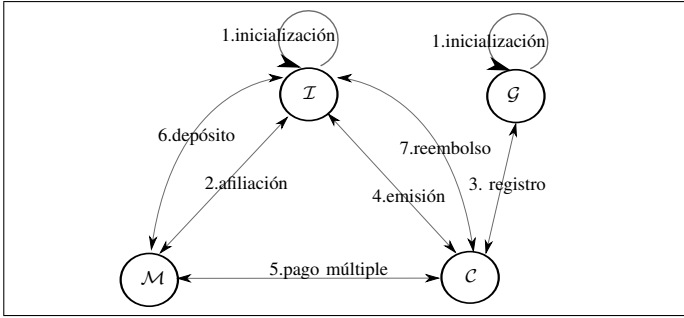 1.inicialización
1.inicialización
ℐ
𝒢
6.depósito
7.reembolso
2.afiliación
3. registro
4.emisión
5.pago múltiple
ℳ
𝒞